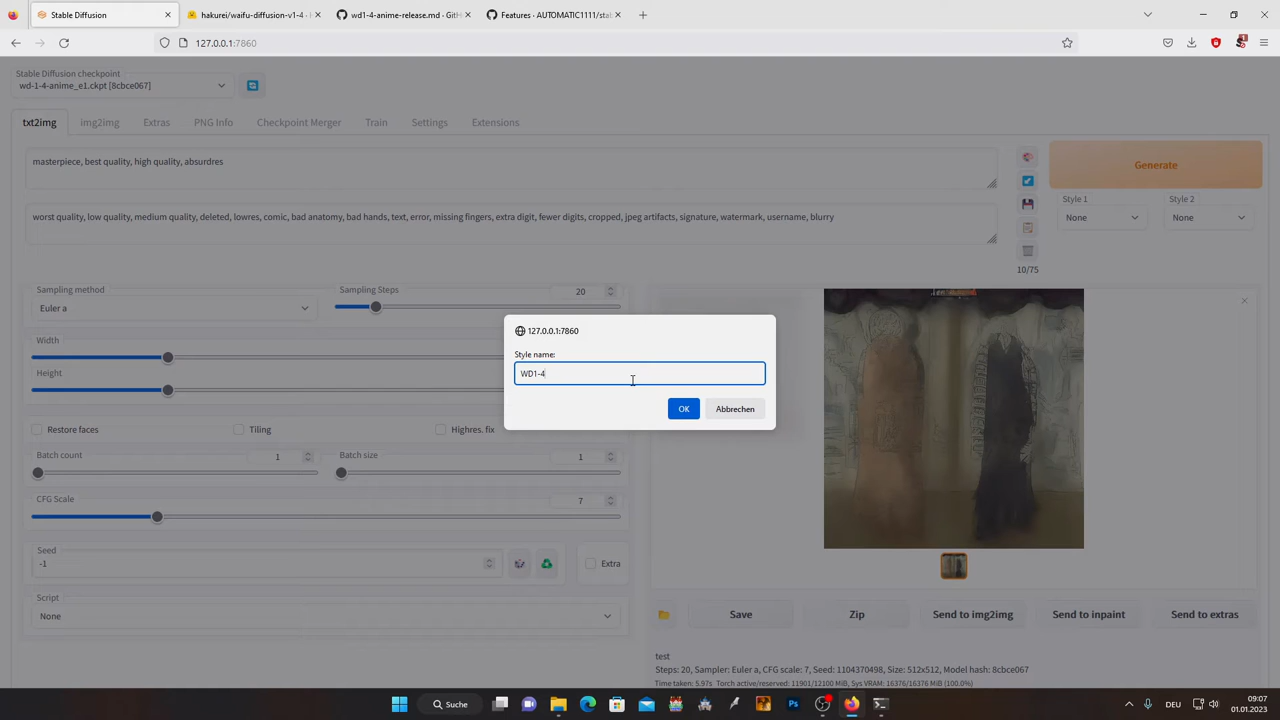 Stable Diffusion
hakurei/waifu-diffusion-v1-4 ·
wd1-4-anime-release.md · GitH
Features · AUTOMATIC1111/stal
127.0.0.1:7860
Stable Diffusion checkpoint
wd-1-4-anime_e1.ckpt [8cbce067]
txt2img
img2img
Extras
PNG Info
Checkpoint Merger
Train
Settings
Extensions
masterpiece, best quality, high quality, absurdres
Generate
worst quality, low quality, medium quality, deleted, lowres, comic, bad anatomy, bad hands, text, error, missing fingers, extra digit, fewer digits, cropped, jpeg artifacts, signature, watermark, username, blurry
Style 1
None
Style 2
None
10/75
Sampling method
Euler a
Sampling Steps
20
Width
Height
127.0.0.1:7860
Style name:
WD1-4
OK
Abbrechen
Restore faces
Tiling
Highres. fix
Batch count
1
Batch size
1
CFG Scale
7
Seed
-1
Extra
Script
None
Save
Zip
Send to img2img
Send to inpaint
Send to extras
test
Steps: 20, Sampler: Euler a, CFG scale: 7, Seed: 1104370498, Size: 512x512, Model hash: 8cbce067
Time taken: 5.97s Torch active/reserved: 11901/12100 MiB, Sys VRAM: 16376/16376 MiB (100.0%)
Suche
DEU
09:07
01.01.2023